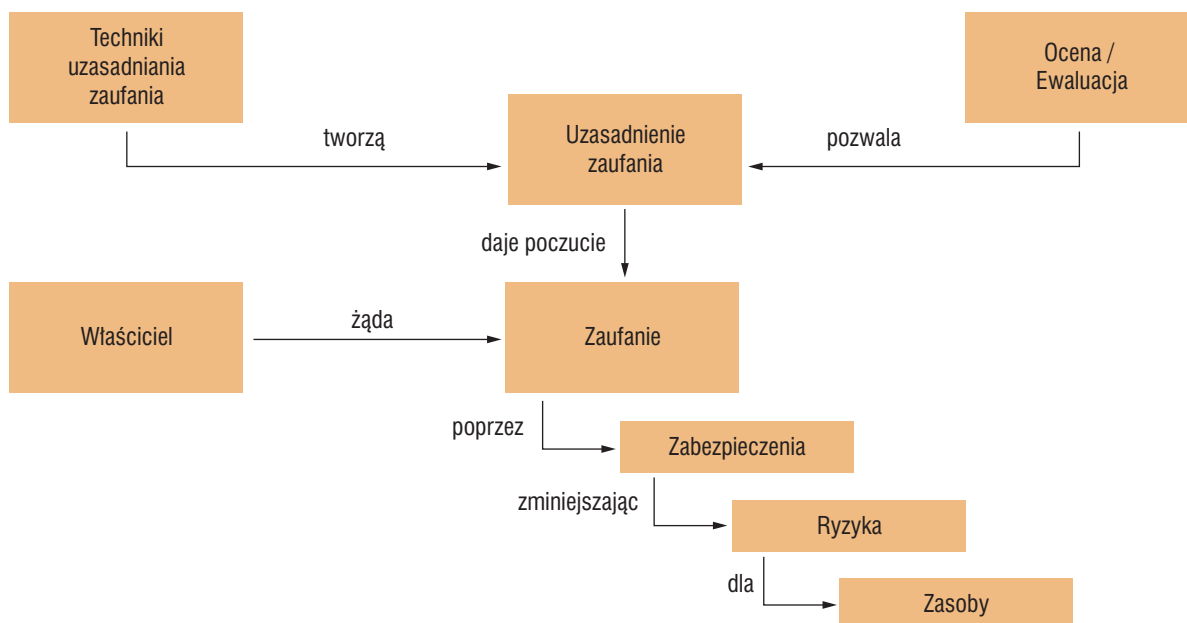 Techniki
uzasadniania
zaufania
Ocena /
Ewaluacja
tworzą
Uzasadnienie
zaufania
pozwala
daje poczucie
Właściciel
żąda
Zaufanie
poprzez
Zabezpieczenia
zminiejszając
Ryzyka
dla
Zasoby